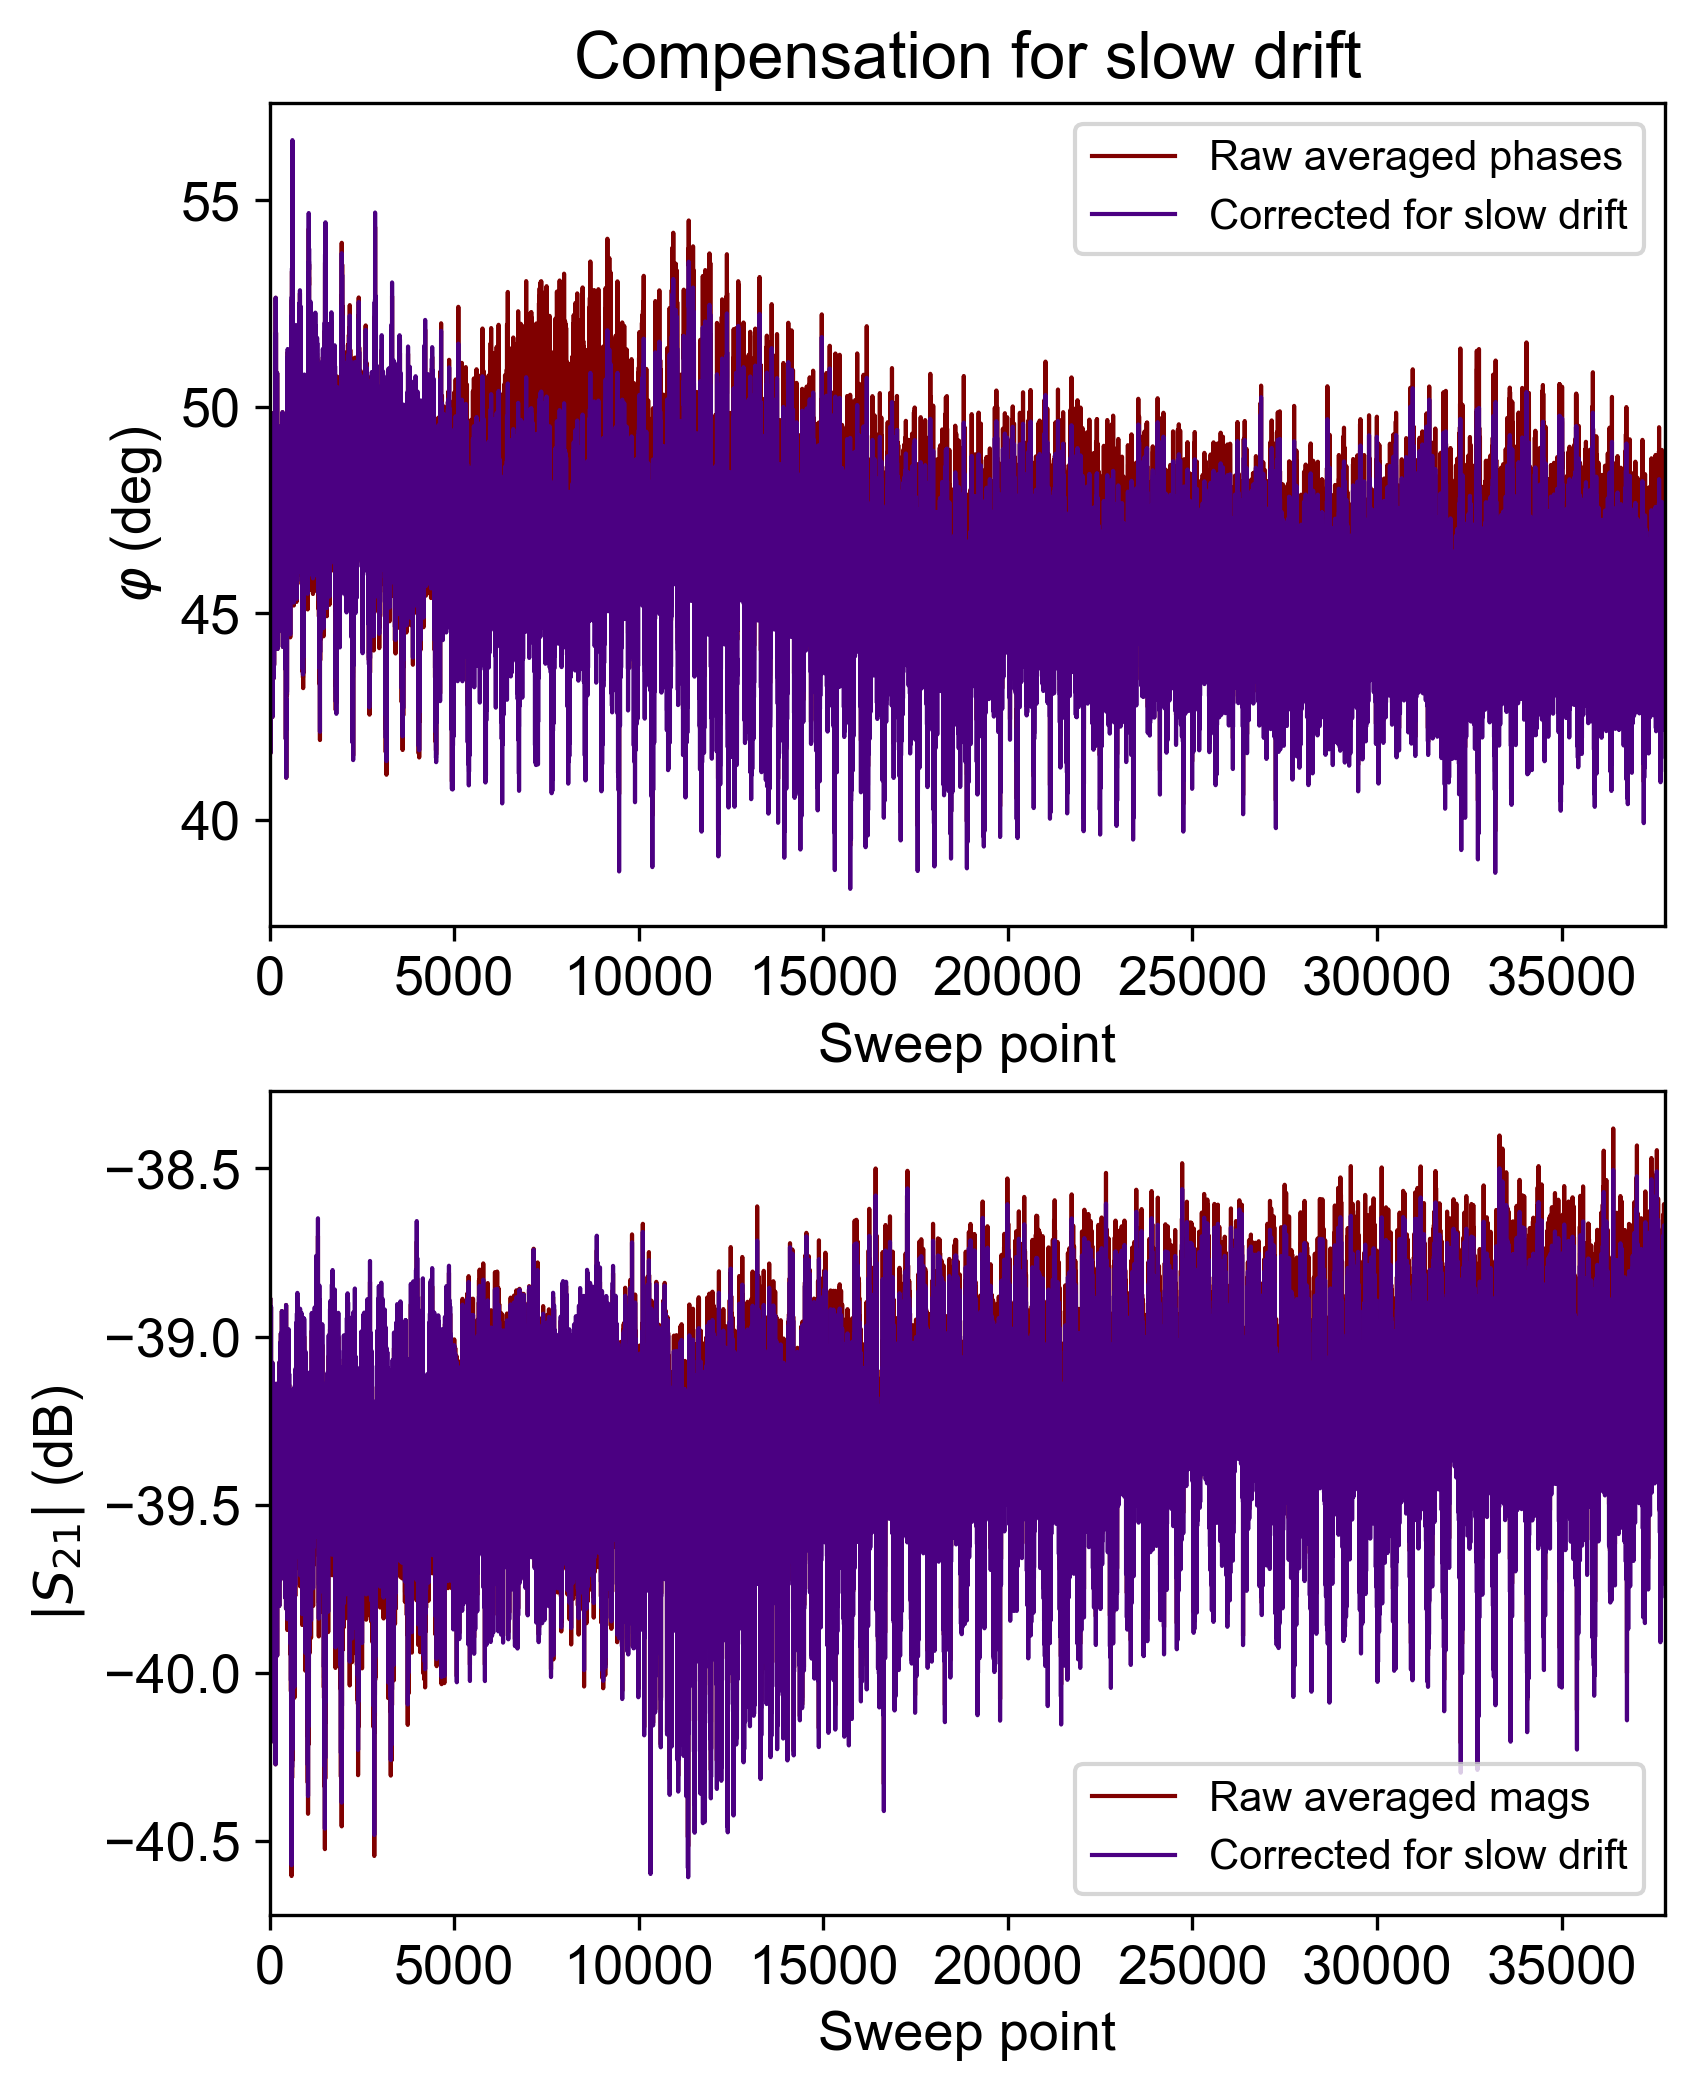 Compensation for slow drift
Raw averaged phases
Corrected for slow drift
55
50
45
40
φ (deg)
0 5000 10000 15000 20000 25000 30000 35000
Sweep point
−38.5
−39.0
−39.5
−40.0
−40.5
|S₂₁| (dB)
Raw averaged mags
Corrected for slow drift
0 5000 10000 15000 20000 25000 30000 35000
Sweep point